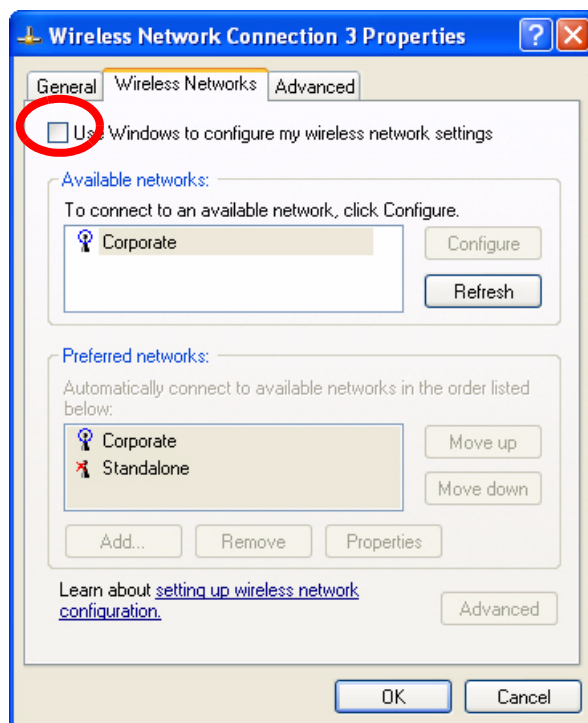 Wireless Network Connection 3 Properties
General Wireless Networks Advanced
Use Windows to configure my wireless network settings
Available networks:
To connect to an available network, click Configure.
Corporate
Configure
Refresh
Preferred networks:
Automatically connect to available networks in the order listed
below:
Corporate
Standalone
Move up
Move down
Add... Remove Properties
Learn about setting up wireless network
configuration.
Advanced
OK Cancel